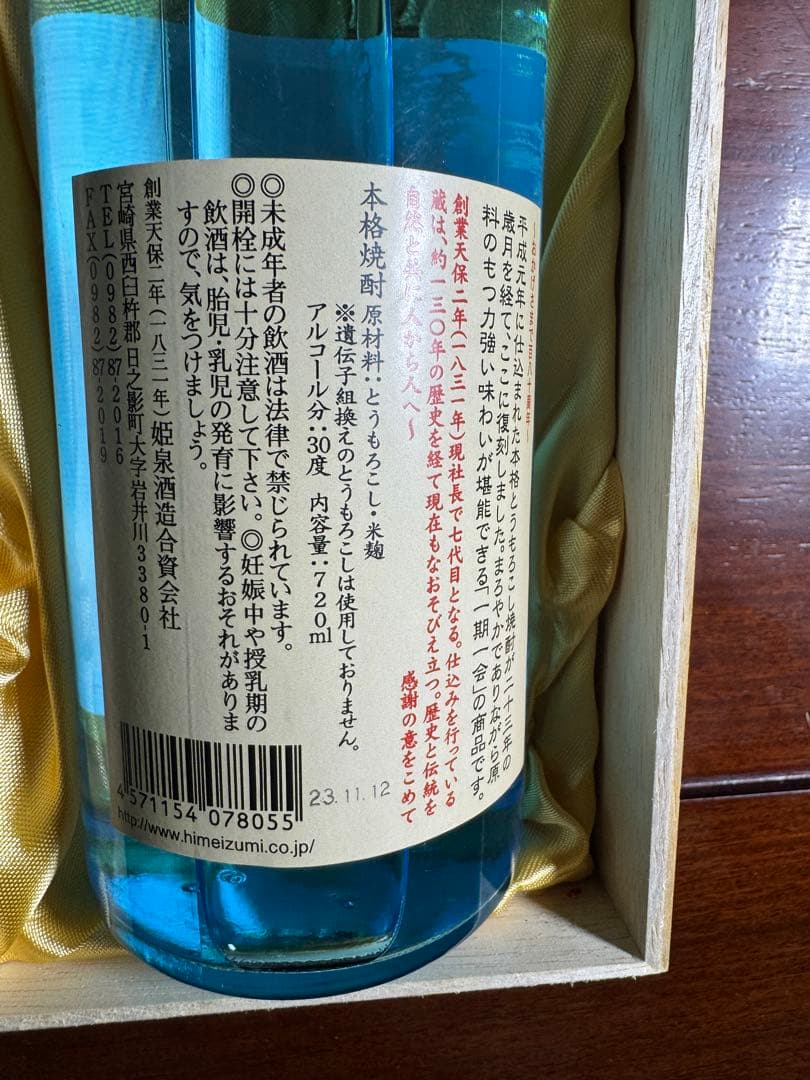 ～おかげさまで百八十周年～
平成元年に仕込まれた本格とうもろこし焼酎が二十三年の
歳月を経て、ここに復刻しました。まろやかでありながら原
料のもつ力強い味わいが堪能できる「一期一会」の商品です。
創業天保二年(一八三一年)現社長で七代目となる。仕込みを行っている
蔵は、約一三〇年の歴史を経て現在もなおそびえ立つ。歴史と伝統を
自然と共に人から人へ～
感謝の意をこめて
本格焼酎 原材料：とうもろこし・米麹
※遺伝子組換えのとうもろこしは使用しておりません。
アルコール分：30度 内容量：720ml
◎未成年者の飲酒は法律で禁じられています。
◎開栓には十分注意して下さい。◎妊娠中や授乳期の
飲酒は、胎児・乳児の発育に影響するおそれがありま
すので、気をつけましょう。
創業天保二年(一八三一年)姫泉酒造合資会社
宮崎県西臼杵郡日之影町大字岩井川3380-1
TEL(0982)87-2016
FAX(0982)87-2019
4571154078055
23.11.12
http://www.himeizumi.co.jp/